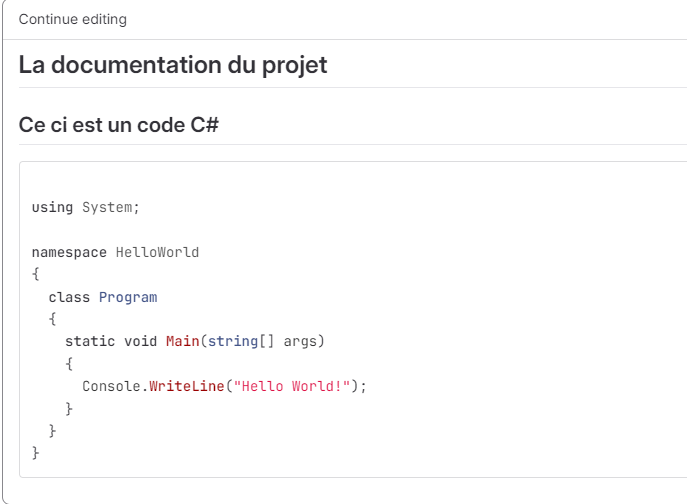 Continue editing
La documentation du projet
Ce ci est un code C#
using System;
namespace HelloWorld
{
  class Program
  {
    static void Main(string[] args)
    {
      Console.WriteLine("Hello World!");
    }
  }
}